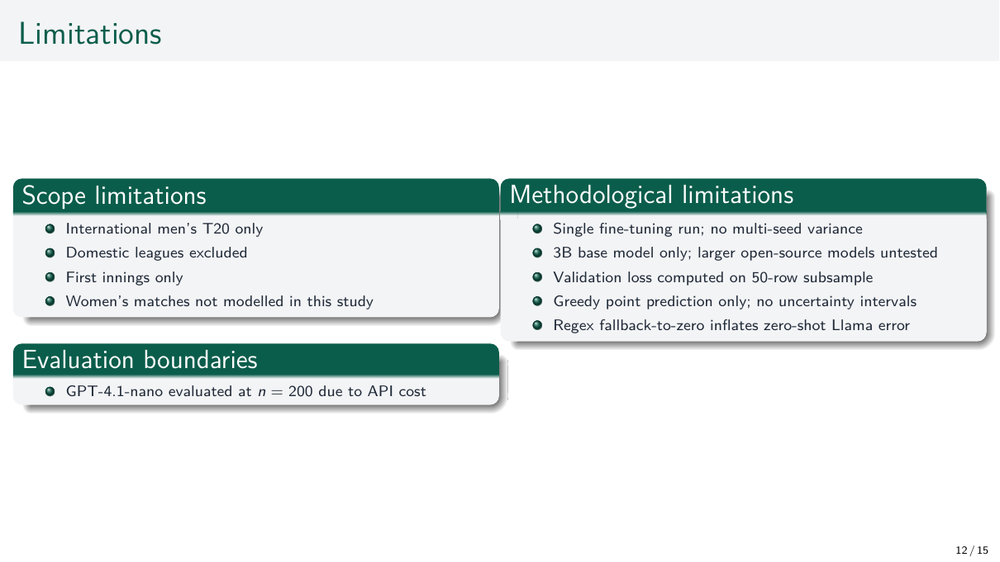 Limitations
Scope limitations
International men's T20 only
Domestic leagues excluded
First innings only
Women's matches not modelled in this study
Evaluation boundaries
GPT-4.1-nano evaluated at n = 200 due to API cost
Methodological limitations
Single fine-tuning run; no multi-seed variance
3B base model only; larger open-source models untested
Validation loss computed on 50-row subsample
Greedy point prediction only; no uncertainty intervals
Regex fallback-to-zero inflates zero-shot Llama error
12 / 15